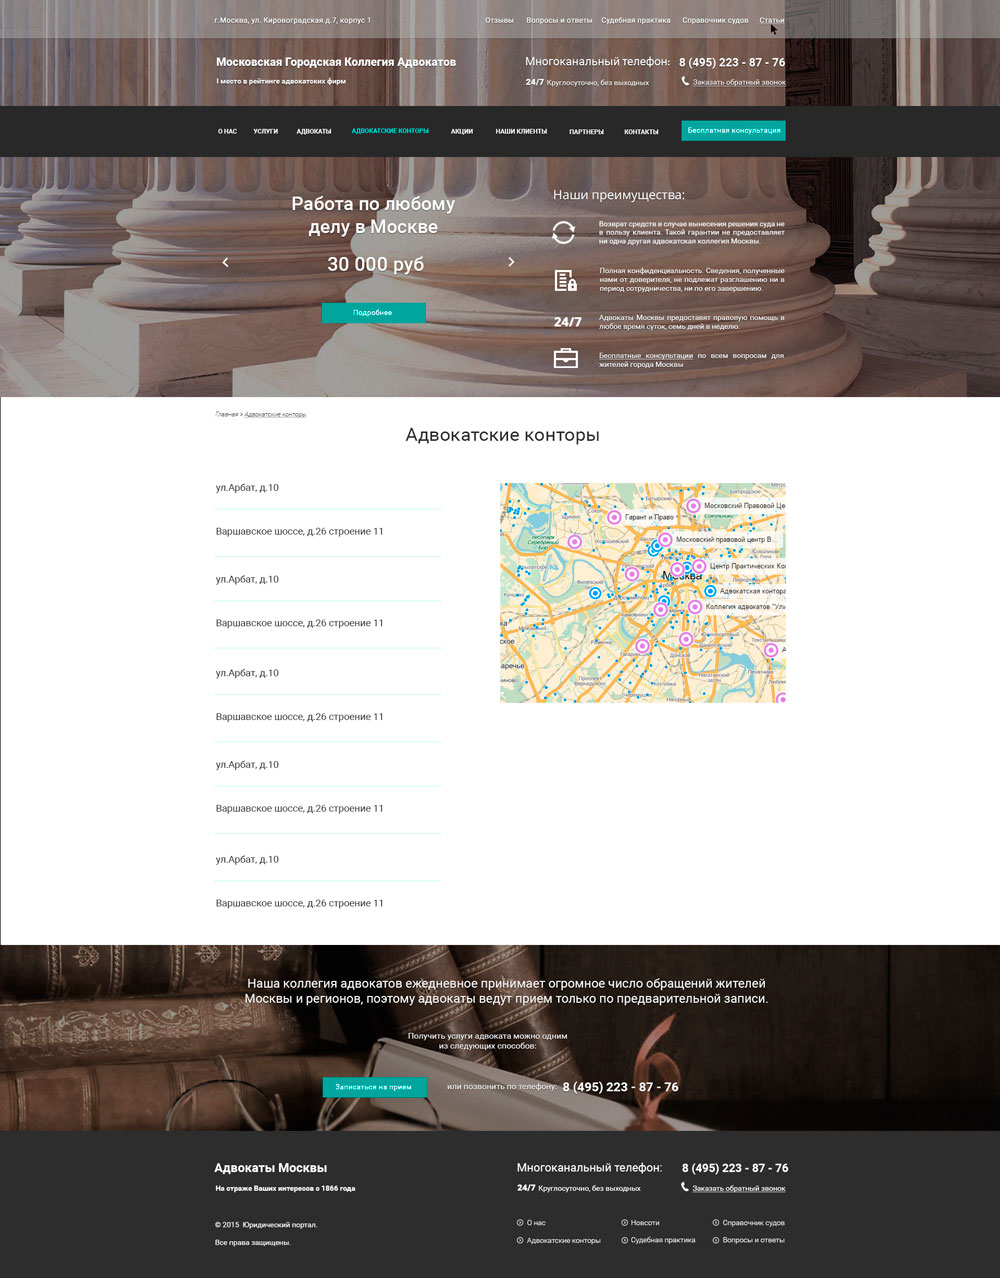 г.Москва, ул. Кировоградская д.7, корпус 1
Отзывы Вопросы и ответы Судебная практика Справочник судов Статьи
Московская Городская Коллегия Адвокатов
I место в рейтинге адвокатских фирм
Многоканальный телефон: 8 (495) 223 - 87 - 76
24/7 Круглосуточно, без выходных Заказать обратный звонок
О НАС УСЛУГИ АДВОКАТЫ АДВОКАТСКИЕ КОНТОРЫ АКЦИИ НАШИ КЛИЕНТЫ ПАРТНЕРЫ КОНТАКТЫ Бесплатная консультация
Работа по любому
делу в Москве
30 000 руб
Подробнее
Наши преимущества:
Возврат средств в случае вынесения решения суда не
в пользу клиента. Такой гарантии не предоставляет
ни одна другая адвокатская коллегия Москвы.
Полная конфиденциальность. Сведения, полученные
нами от доверителя, не подлежат разглашению ни в
период сотрудничества, ни по его завершению.
24/7
Адвокаты Москвы предоставят правовую помощь в
любое время суток, семь дней в неделю.
Бесплатные консультации по всем вопросам для
жителей города Москвы
Главная > Адвокатские конторы
Адвокатские конторы
ул.Арбат, д.10
Варшавское шоссе, д.26 строение 11
ул.Арбат, д.10
Варшавское шоссе, д.26 строение 11
ул.Арбат, д.10
Варшавское шоссе, д.26 строение 11
ул.Арбат, д.10
Варшавское шоссе, д.26 строение 11
ул.Арбат, д.10
Варшавское шоссе, д.26 строение 11
Московский Правовой Це
Гарант и Право
Московский правовой центр В...
Центр Практических Ко
Москва
Адвокатская контора
Коллегия адвокатов "Ули
Наша коллегия адвокатов ежедневное принимает огромное число обращений жителей
Москвы и регионов, поэтому адвокаты ведут прием только по предварительной записи.
Получить услуги адвоката можно одним
из следующих способов:
Записаться на прием или позвонить по телефону: 8 (495) 223 - 87 - 76
Адвокаты Москвы
На страже Ваших интересов с 1866 года
© 2015 Юридический портал.
Все права защищены.
Многоканальный телефон: 8 (495) 223 - 87 - 76
24/7 Круглосуточно, без выходных Заказать обратный звонок
О нас Новости Справочник судов
Адвокатские конторы Судебная практика Вопросы и ответы